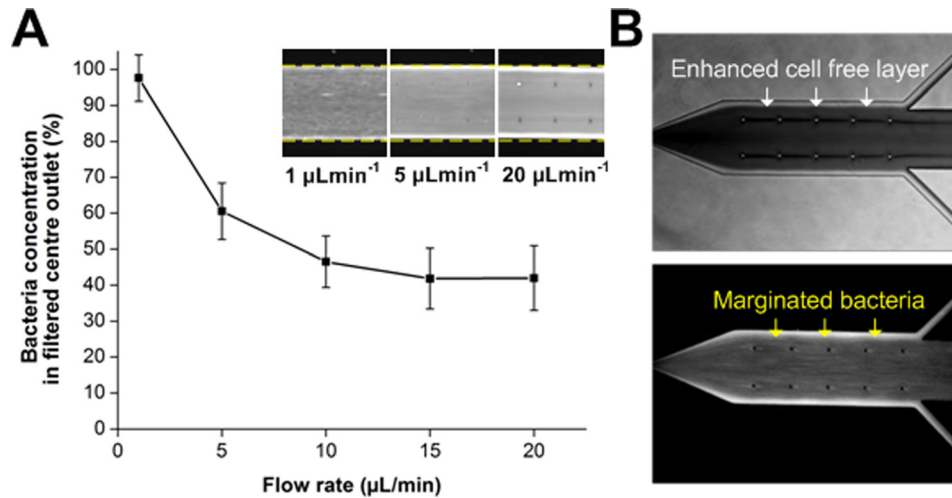 A
Bacteria concentration
in filtered centre outlet (%)
100
90
80
70
60
50
40
30
20
10
0
0 5 10 15 20
Flow rate (µL/min)
1 µLmin⁻¹ 5 µLmin⁻¹ 20 µLmin⁻¹
B
Enhanced cell free layer
Marginated bacteria